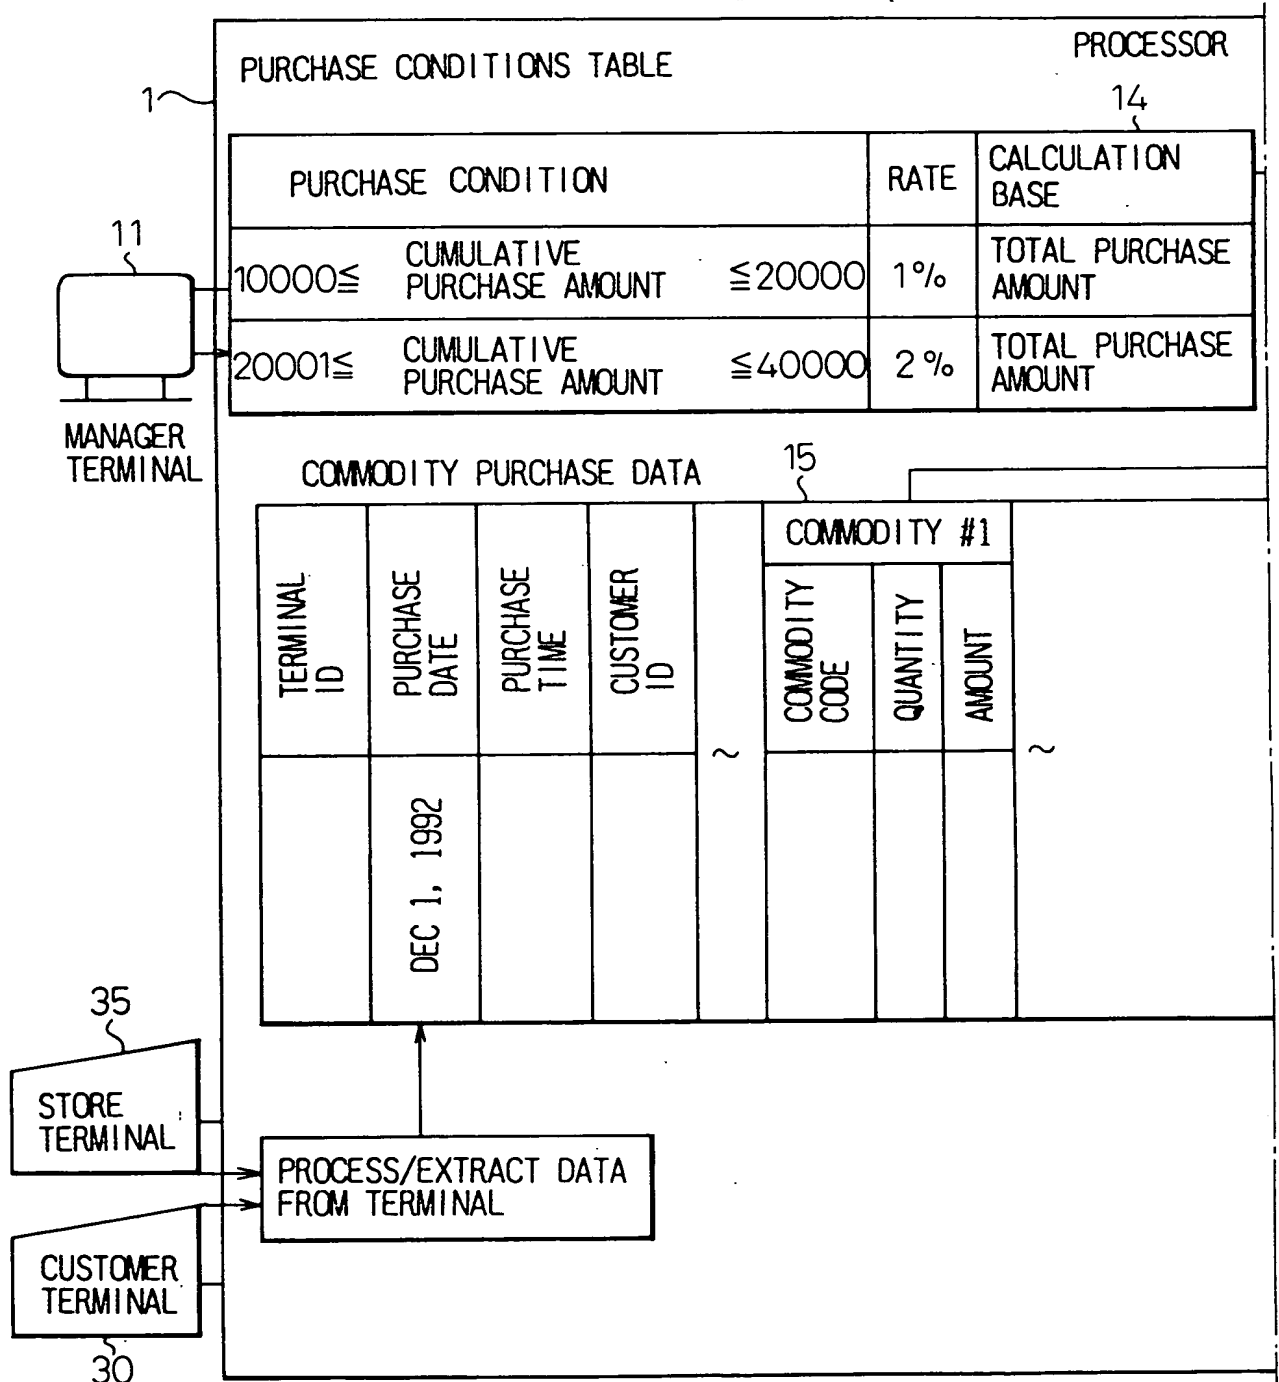 PROCESSOR
PURCHASE CONDITIONS TABLE
1
14
PURCHASE CONDITION
RATE
CALCULATION
BASE
11
10000≦
CUMULATIVE
PURCHASE AMOUNT
≦20000
1%
TOTAL PURCHASE
AMOUNT
20001≦
CUMULATIVE
PURCHASE AMOUNT
≦40000
2%
TOTAL PURCHASE
AMOUNT
MANAGER
TERMINAL
COMMODITY PURCHASE DATA
15
TERMINAL
ID
PURCHASE
DATE
PURCHASE
TIME
CUSTOMER
ID
~
COMMODITY #1
COMMODITY
CODE
QUANTITY
AMOUNT
~
DEC 1, 1992
35
STORE
TERMINAL
PROCESS/EXTRACT DATA
FROM TERMINAL
CUSTOMER
TERMINAL
30